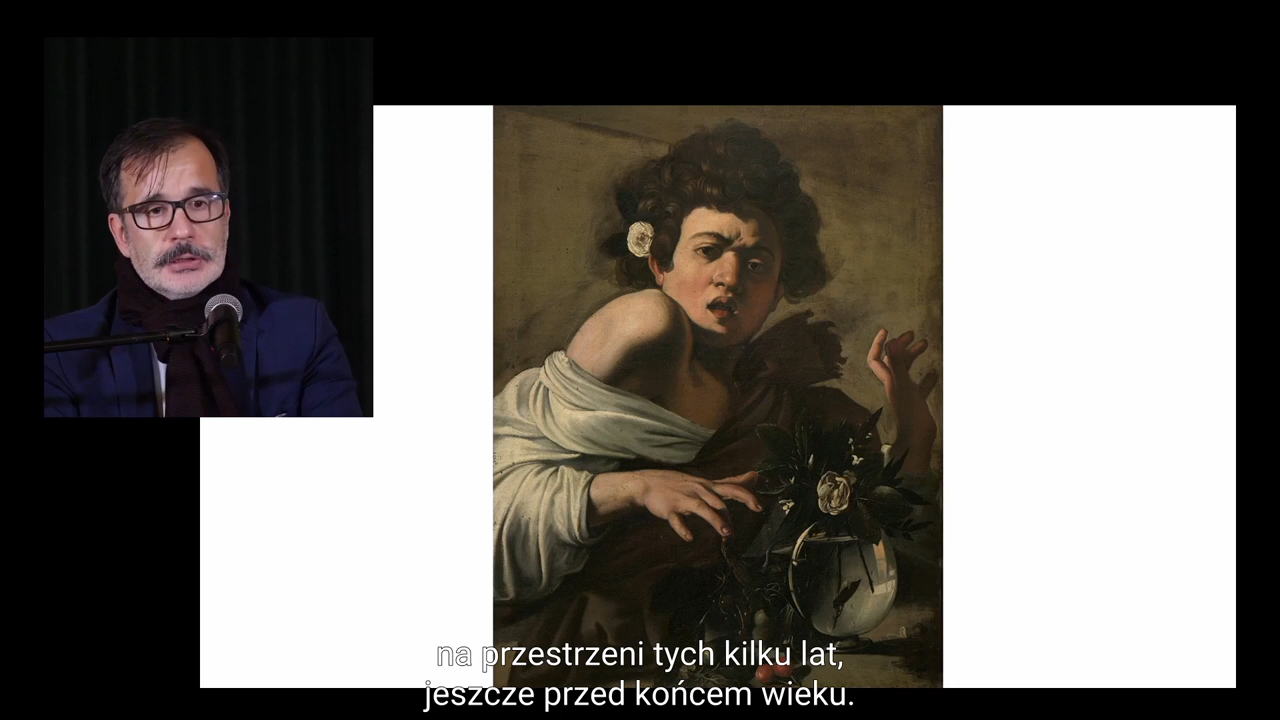 na przestrzeni tych kilku lat,
jeszcze przed końcem wieku.